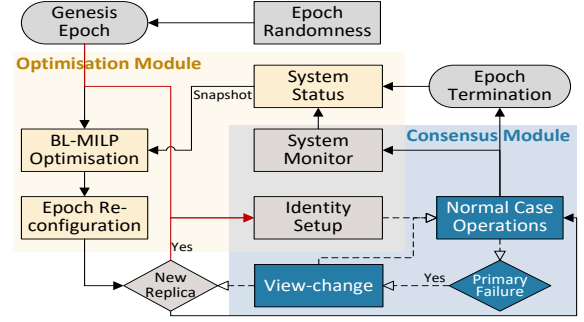 Genesis
Epoch
Epoch
Randomness
Optimisation Module
System
Status
Epoch
Termination
Snapshot
BL-MILP
Optimisation
System
Monitor
Consensus Module
Epoch Re-
configuration
Identity
Setup
Normal Case
Operations
Yes
New
Replica
View-change
Yes
Primary
Failure